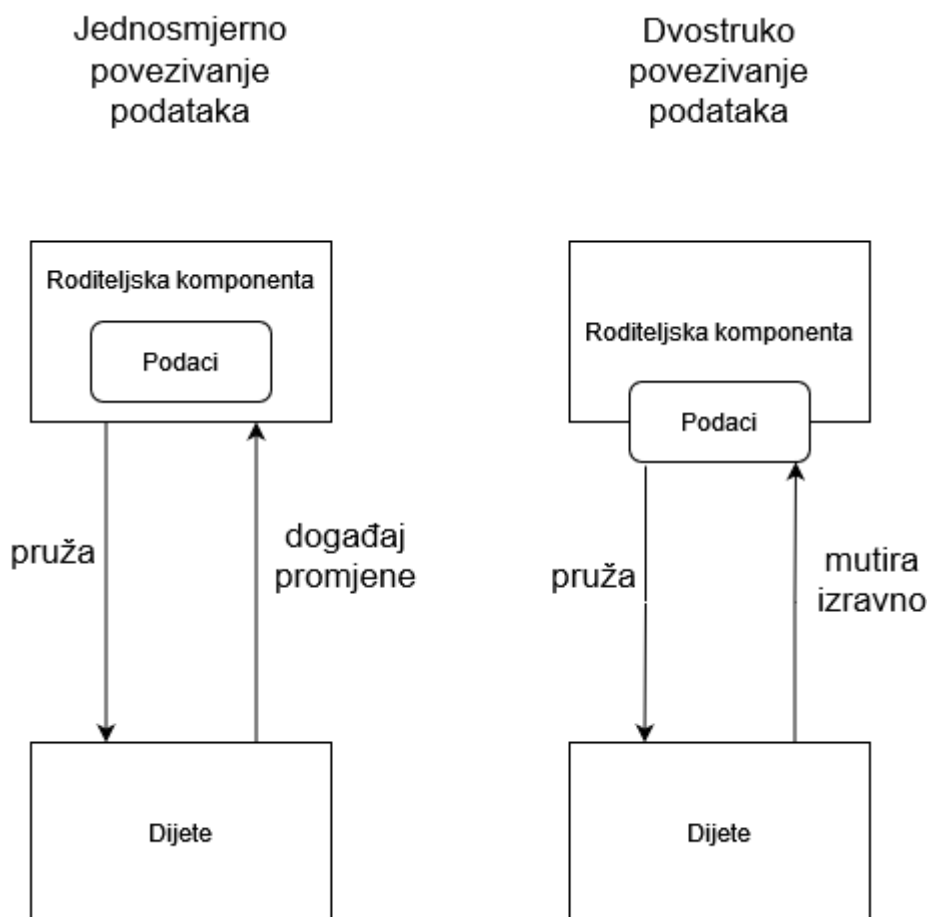 Jednosmjerno
povezivanje
podataka
Roditeljska komponenta
Podaci
pruža
događaj
promjene
Dijete
Dvostruko
povezivanje
podataka
Roditeljska komponenta
Podaci
pruža
mutira
izravno
Dijete